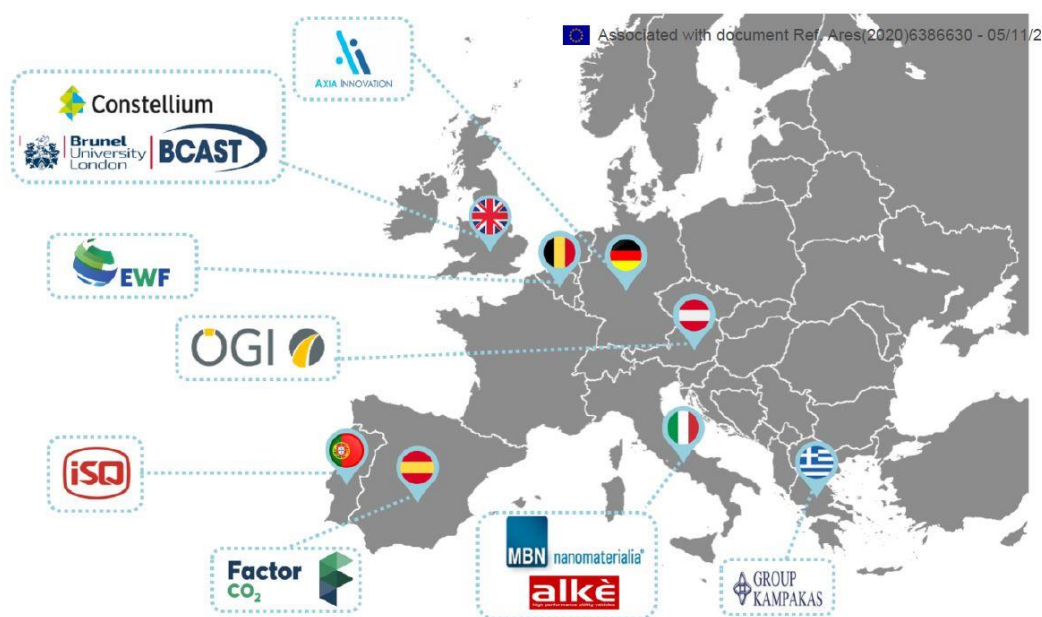 Associated with document Ref. Ares(2020)6386630 - 05/11/2
AXIA INNOVATION
Constellium
Brunel
University
London
BCAST
EWF
ÖGI
iSQ
Factor
CO₂
MBN nanomaterialia®
alkè
high performance utility vehicles
GROUP
KAMPAKAS